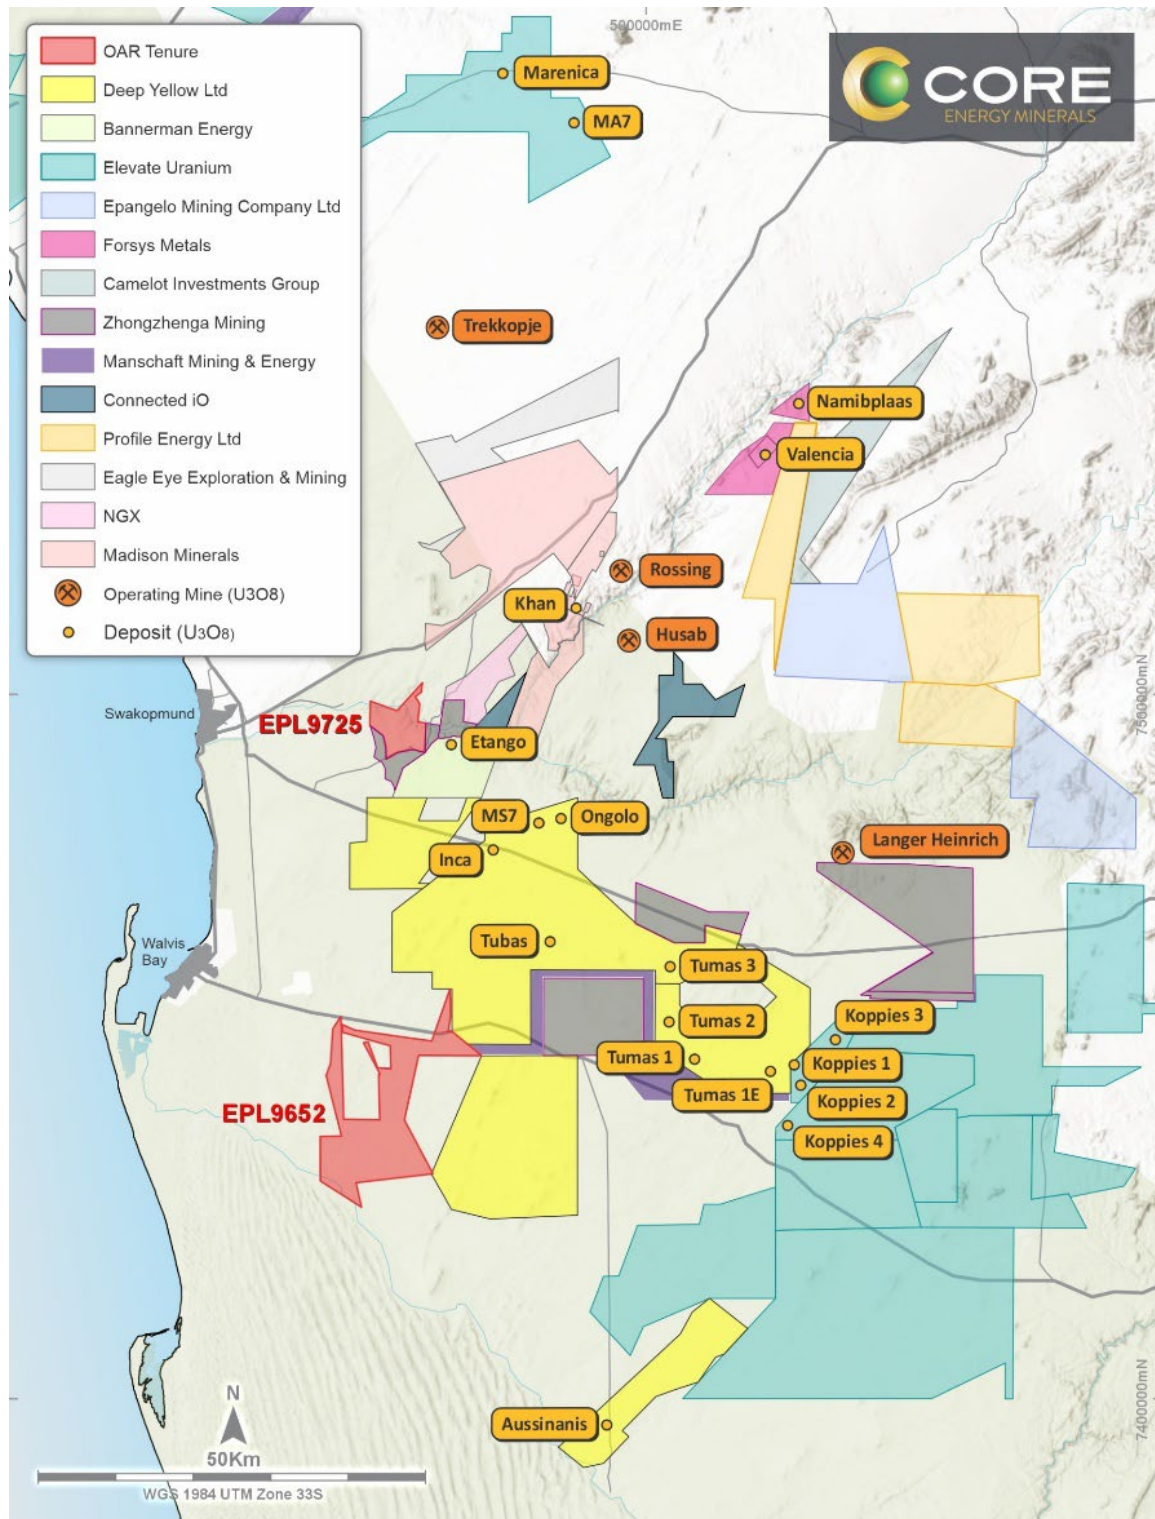 500000mE
OAR Tenure
Deep Yellow Ltd
Bannerman Energy
Elevate Uranium
Epangelo Mining Company Ltd
Forsys Metals
Camelot Investments Group
Zhongzhenga Mining
Manschaft Mining & Energy
Connected iO
Profile Energy Ltd
Eagle Eye Exploration & Mining
NGX
Madison Minerals
Operating Mine (U3O8)
Deposit (U₃O₈)
CORE
ENERGY MINERALS
Marenica
MA7
Trekkopje
Namibplaas
Valencia
Rossing
Khan
Husab
Swakopmund
EPL9725
Etango
7500000mN
MS7
Ongolo
Inca
Langer Heinrich
Walvis
Bay
Tubas
Tumas 3
Tumas 2
Koppies 3
Tumas 1
Koppies 1
Tumas 1E
Koppies 2
EPL9652
Koppies 4
Aussinanis
7400000mN
N
50Km
WGS 1984 UTM Zone 33S